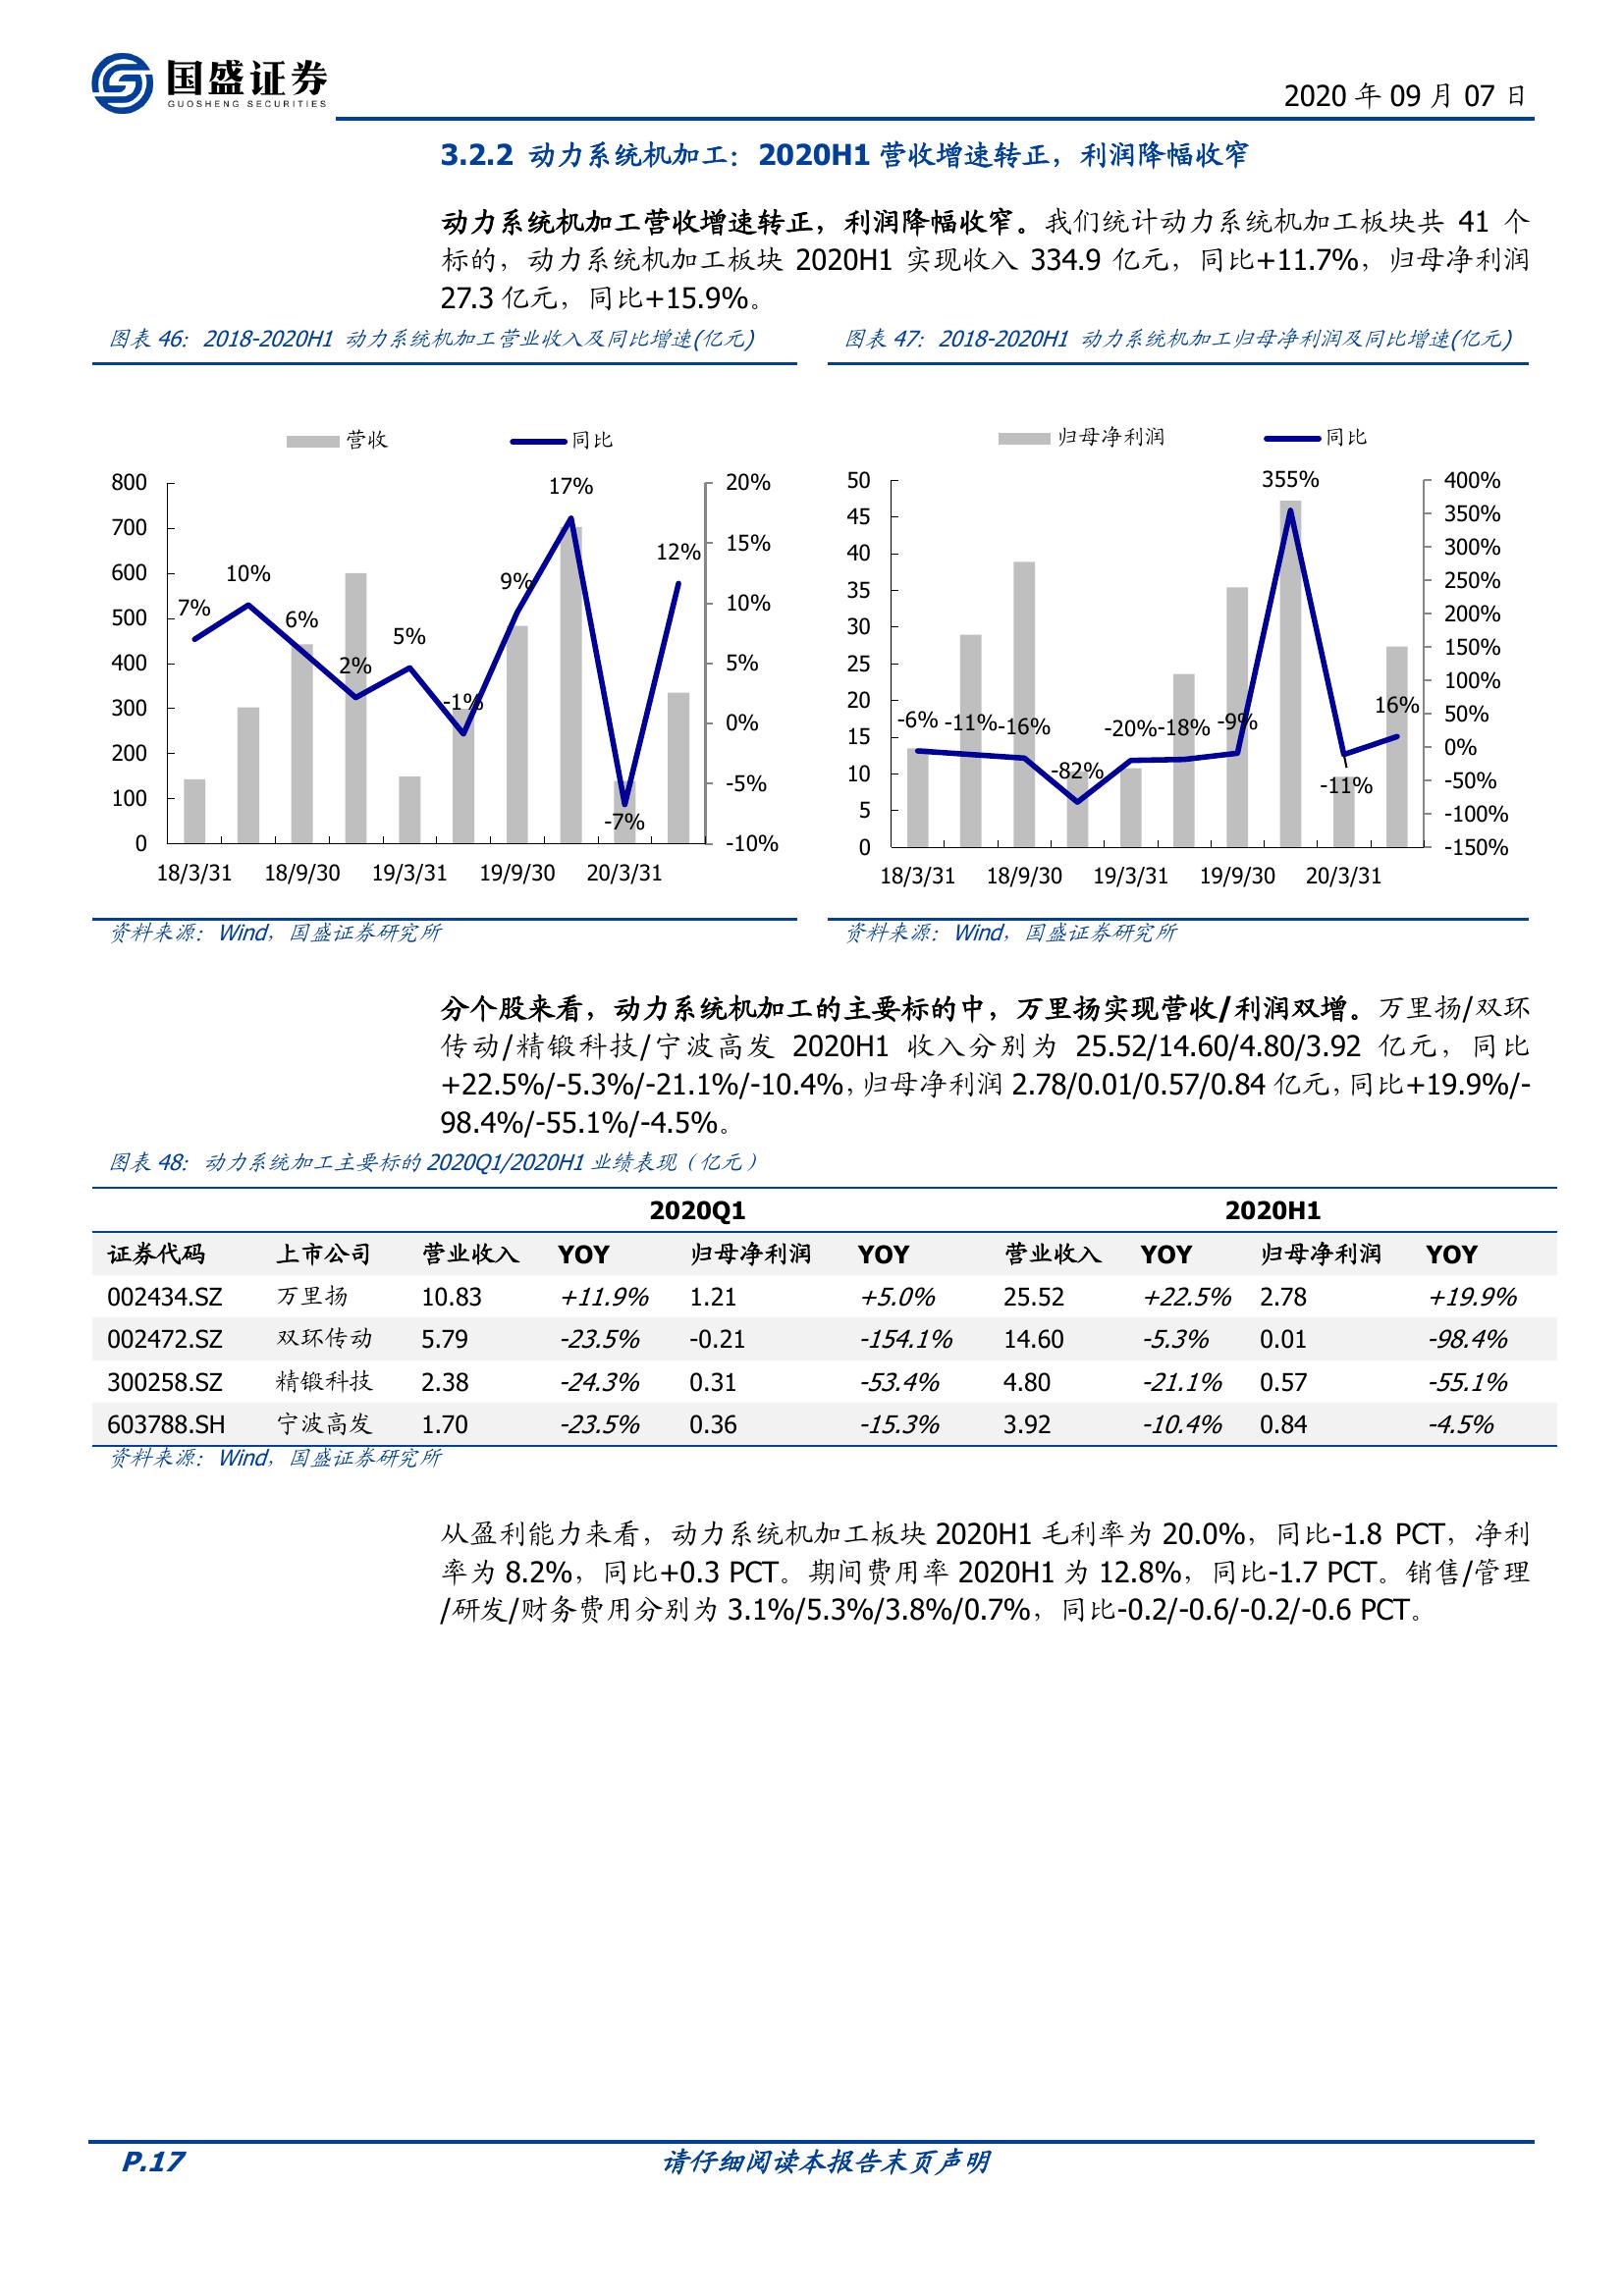 国盛证券
GUOSHENG SECURITIES
2020 年 09 月 07 日
3.2.2 动力系统机加工：2020H1 营收增速转正，利润降幅收窄
动力系统机加工营收增速转正，利润降幅收窄。我们统计动力系统机加工板块共 41 个
标的，动力系统机加工板块 2020H1 实现收入 334.9 亿元，同比+11.7%，归母净利润
27.3 亿元，同比+15.9%。
图表 46：2018-2020H1 动力系统机加工营业收入及同比增速(亿元)
营收 同比
800
700
600
500
400
300
200
100
0
20%
15%
10%
5%
0%
-5%
-10%
7% 10% 6% 2% 5% -1% 9% 17% -7% 12%
18/3/31 18/9/30 19/3/31 19/9/30 20/3/31
资料来源：Wind，国盛证券研究所
图表 47：2018-2020H1 动力系统机加工归母净利润及同比增速(亿元)
归母净利润 同比
50
45
40
35
30
25
20
15
10
5
0
400%
350%
300%
250%
200%
150%
100%
50%
0%
-50%
-100%
-150%
-6% -11% -16% -82% -20% -18% -9% 355% -11% 16%
18/3/31 18/9/30 19/3/31 19/9/30 20/3/31
资料来源：Wind，国盛证券研究所
分个股来看，动力系统机加工的主要标的中，万里扬实现营收/利润双增。万里扬/双环
传动/精锻科技/宁波高发 2020H1 收入分别为 25.52/14.60/4.80/3.92 亿元，同比
+22.5%/-5.3%/-21.1%/-10.4%，归母净利润 2.78/0.01/0.57/0.84 亿元，同比+19.9%/-
98.4%/-55.1%/-4.5%。
图表 48：动力系统加工主要标的 2020Q1/2020H1 业绩表现（亿元）
2020Q1 2020H1
证券代码 上市公司 营业收入 YOY 归母净利润 YOY 营业收入 YOY 归母净利润 YOY
002434.SZ 万里扬 10.83 +11.9% 1.21 +5.0% 25.52 +22.5% 2.78 +19.9%
002472.SZ 双环传动 5.79 -23.5% -0.21 -154.1% 14.60 -5.3% 0.01 -98.4%
300258.SZ 精锻科技 2.38 -24.3% 0.31 -53.4% 4.80 -21.1% 0.57 -55.1%
603788.SH 宁波高发 1.70 -23.5% 0.36 -15.3% 3.92 -10.4% 0.84 -4.5%
资料来源：Wind，国盛证券研究所
从盈利能力来看，动力系统机加工板块 2020H1 毛利率为 20.0%，同比-1.8 PCT，净利
率为 8.2%，同比+0.3 PCT。期间费用率 2020H1 为 12.8%，同比-1.7 PCT。销售/管理
/研发/财务费用分别为 3.1%/5.3%/3.8%/0.7%，同比-0.2/-0.6/-0.2/-0.6 PCT。
P.17 请仔细阅读本报告末页声明